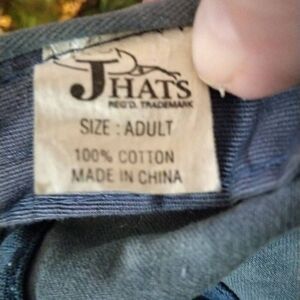 JHATS
REG'D. TRADEMARK
SIZE : ADULT
100% COTTON
MADE IN CHINA